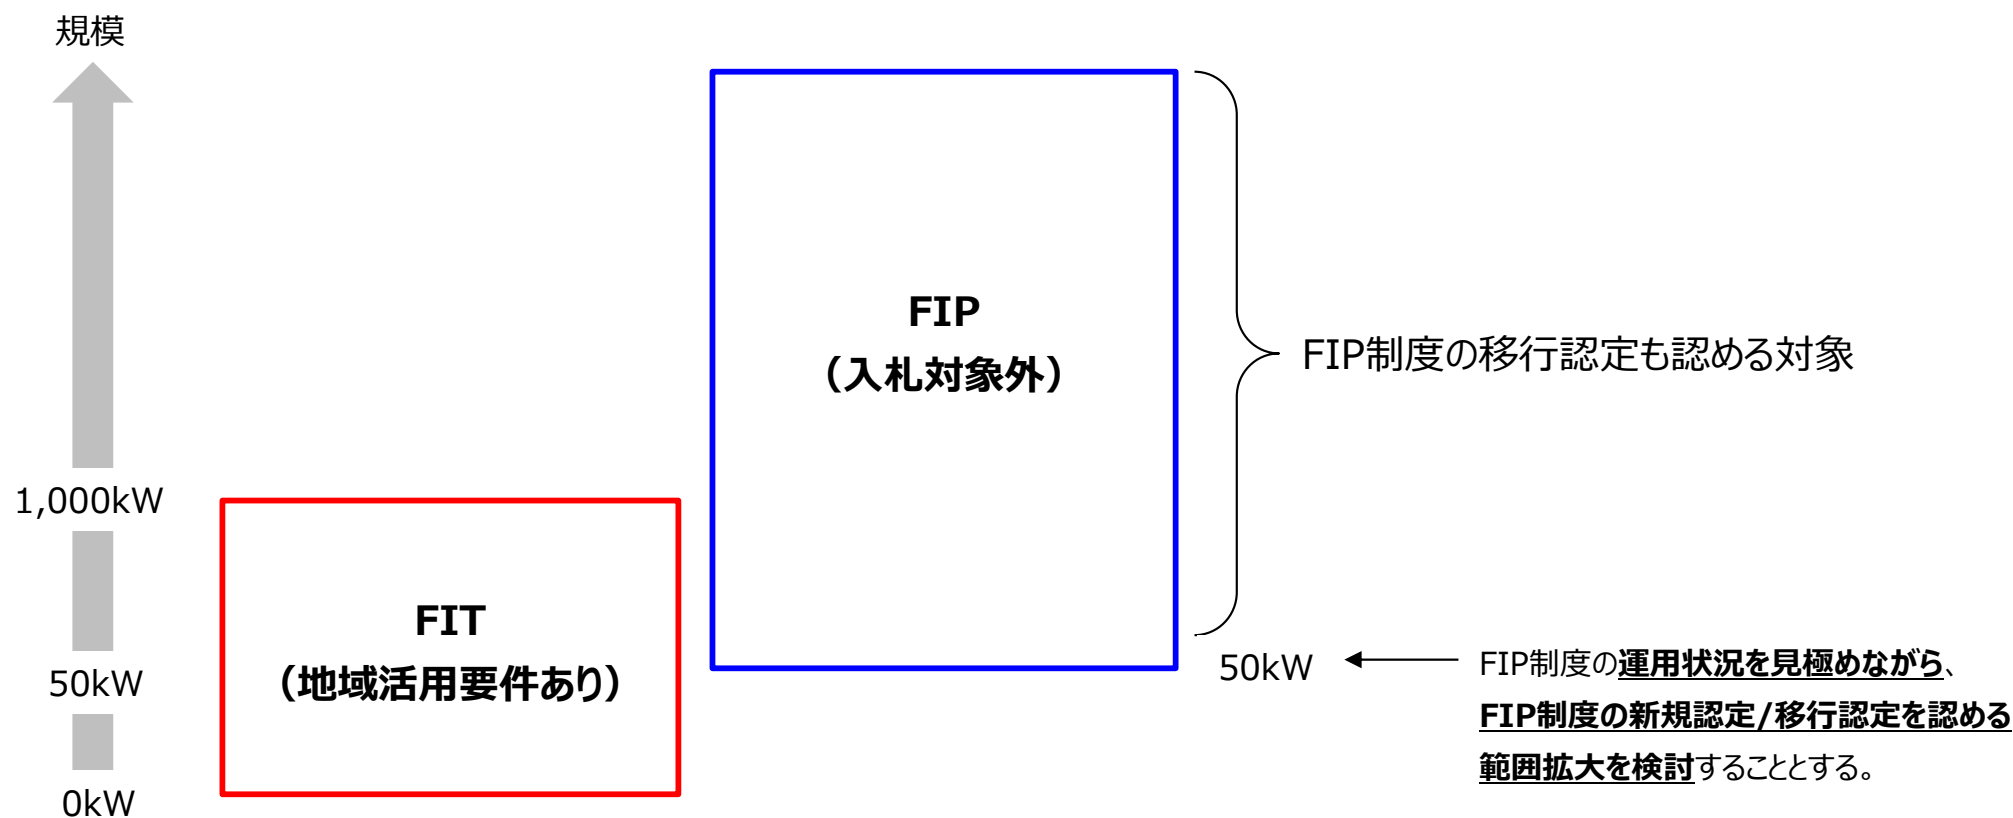 規模
1,000kW
50kW
0kW
FIT
（地域活用要件あり）
FIP
（入札対象外）
FIP制度の移行認定も認める対象
50kW
FIP制度の運用状況を見極めながら、
FIP制度の新規認定/移行認定を認める
範囲拡大を検討することとする。